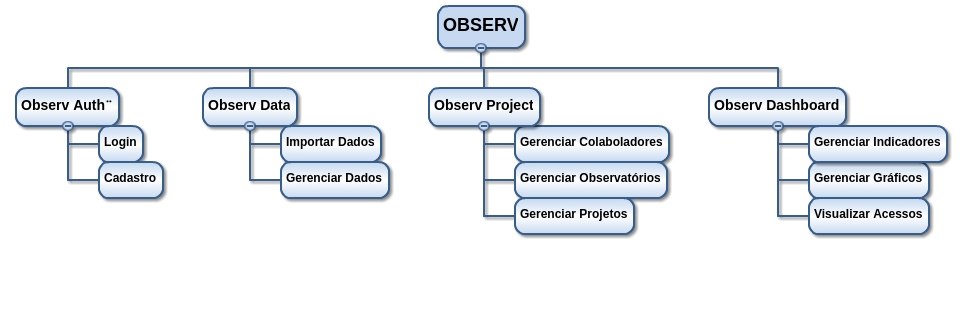 OBSERV
Observ Auth¨
Observ Data
Observ Project
Observ Dashboard
Login
Cadastro
Importar Dados
Gerenciar Dados
Gerenciar Colaboladores
Gerenciar Observatórios
Gerenciar Projetos
Gerenciar Indicadores
Gerenciar Gráficos
Visualizar Acessos